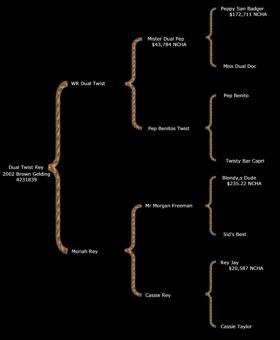 Peppy San Badger
$172,711 NCHA
Mister Dual Pep
$43,784 NCHA
Miss Dual Doc
WR Dual Twist
Pep Benito
Pep Benitos Twist
Twisty Bar Capri
Dual Twist Rey
2002 Brown Gelding
4231839
Blondy,s Dude
$235.22 NCHA
Mr Morgan Freeman
Sid's Best
Moriah Rey
Rey Jay
$20,587 NCHA
Cassie Rey
Cassie Taylor